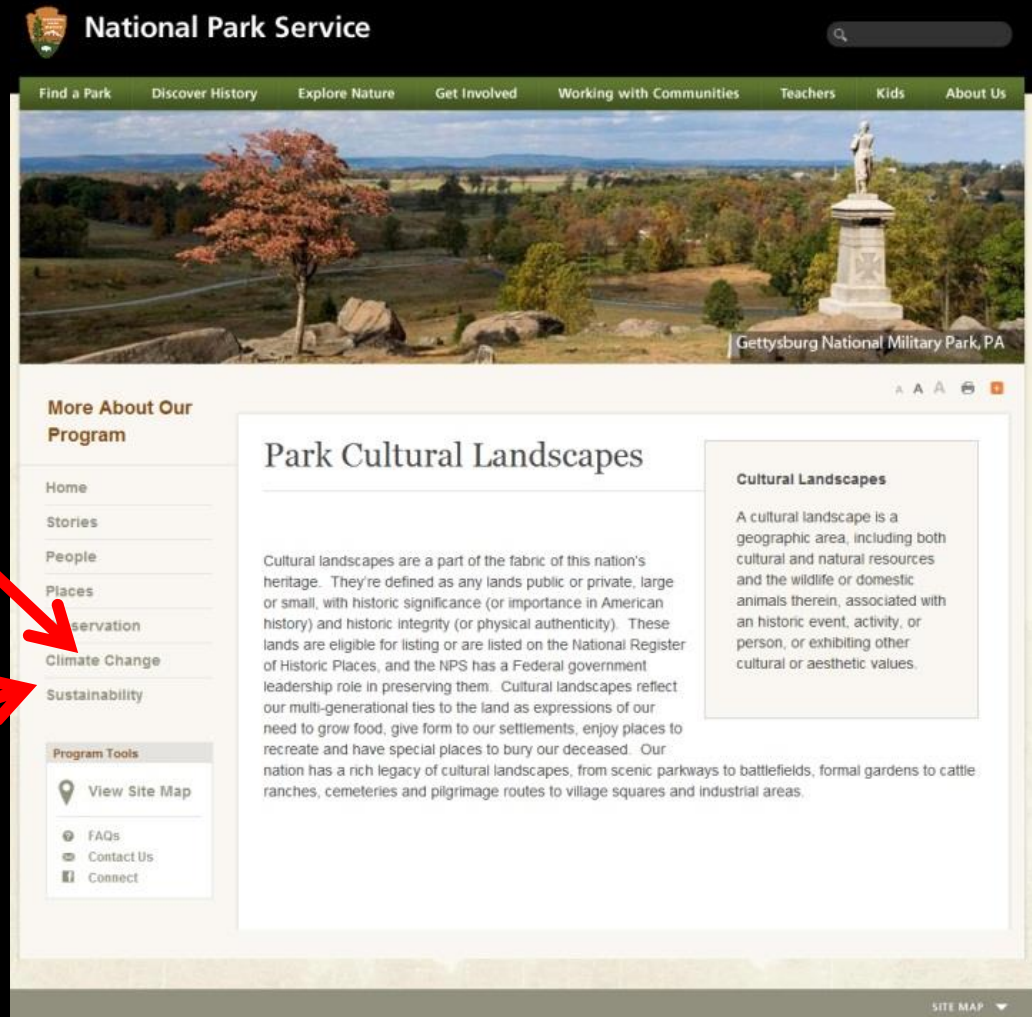 National Park Service
Find a Park Discover History Explore Nature Get Involved Working with Communities Teachers Kids About Us
Gettysburg National Military Park, PA
A A A
More About Our
Program
Home
Stories
People
Places
servation
Climate Change
Sustainability
Program Tools
View Site Map
FAQs
Contact Us
Connect
Park Cultural Landscapes
Cultural landscapes are a part of the fabric of this nation's
heritage. They're defined as any lands public or private, large
or small, with historic significance (or importance in American
history) and historic integrity (or physical authenticity). These
lands are eligible for listing or are listed on the National Register
of Historic Places, and the NPS has a Federal government
leadership role in preserving them. Cultural landscapes reflect
our multi-generational ties to the land as expressions of our
need to grow food, give form to our settlements, enjoy places to
recreate and have special places to bury our deceased. Our
nation has a rich legacy of cultural landscapes, from scenic parkways to battlefields, formal gardens to cattle
ranches, cemeteries and pilgrimage routes to village squares and industrial areas.
Cultural Landscapes
A cultural landscape is a
geographic area, including both
cultural and natural resources
and the wildlife or domestic
animals therein, associated with
an historic event, activity, or
person, or exhibiting other
cultural or aesthetic values.
SITE MAP